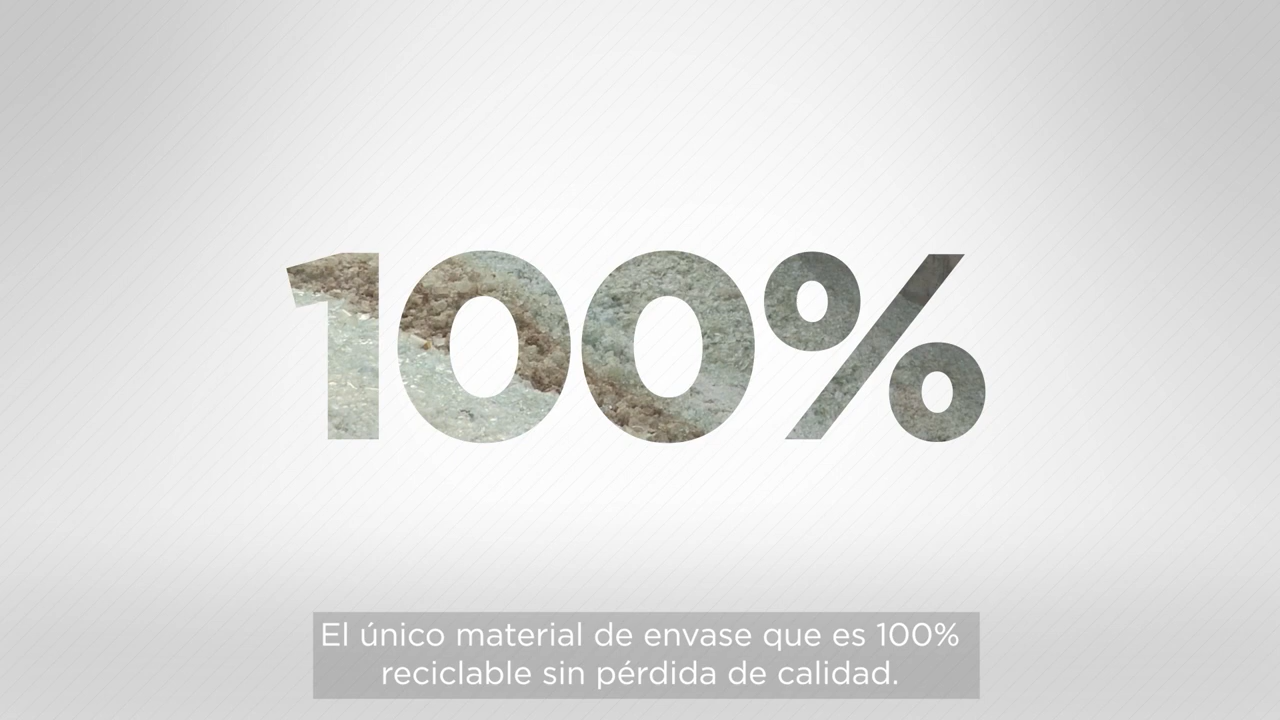 100%
El único material de envase que es 100%
reciclable sin pérdida de calidad.